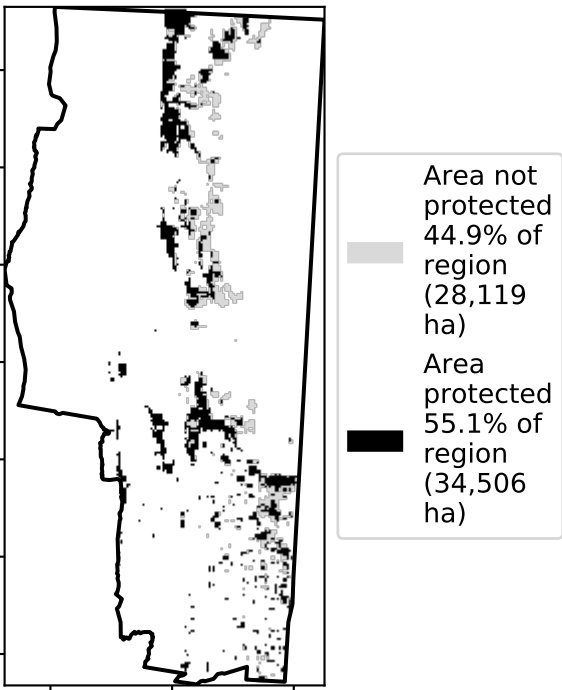 Area not
protected
44.9% of
region
(28,119
ha)
Area
protected
55.1% of
region
(34,506
ha)